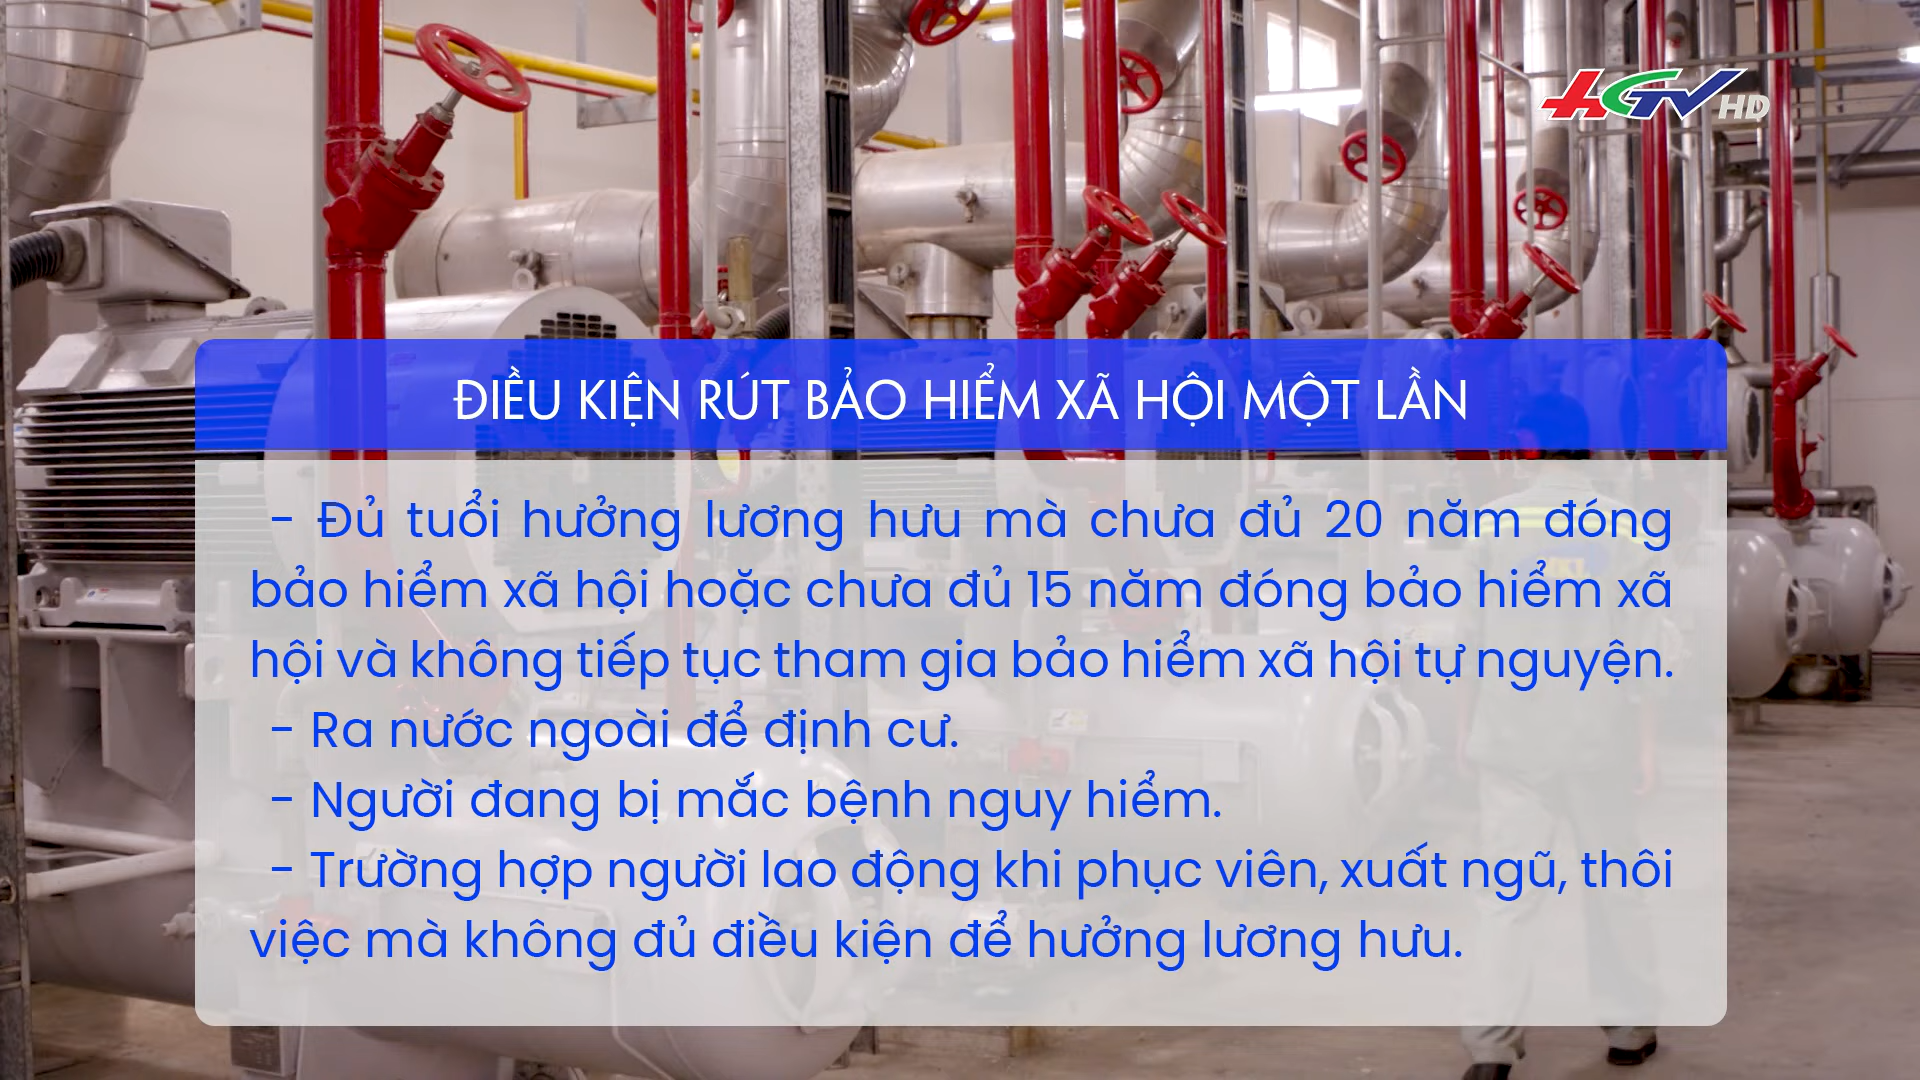 HGTV HD
ĐIỀU KIỆN RÚT BẢO HIỂM XÃ HỘI MỘT LẦN
- Đủ tuổi hưởng lương hưu mà chưa đủ 20 năm đóng
bảo hiểm xã hội hoặc chưa đủ 15 năm đóng bảo hiểm xã
hội và không tiếp tục tham gia bảo hiểm xã hội tự nguyện.
- Ra nước ngoài để định cư.
- Người đang bị mắc bệnh nguy hiểm.
- Trường hợp người lao động khi phục viên, xuất ngũ, thôi
việc mà không đủ điều kiện để hưởng lương hưu.